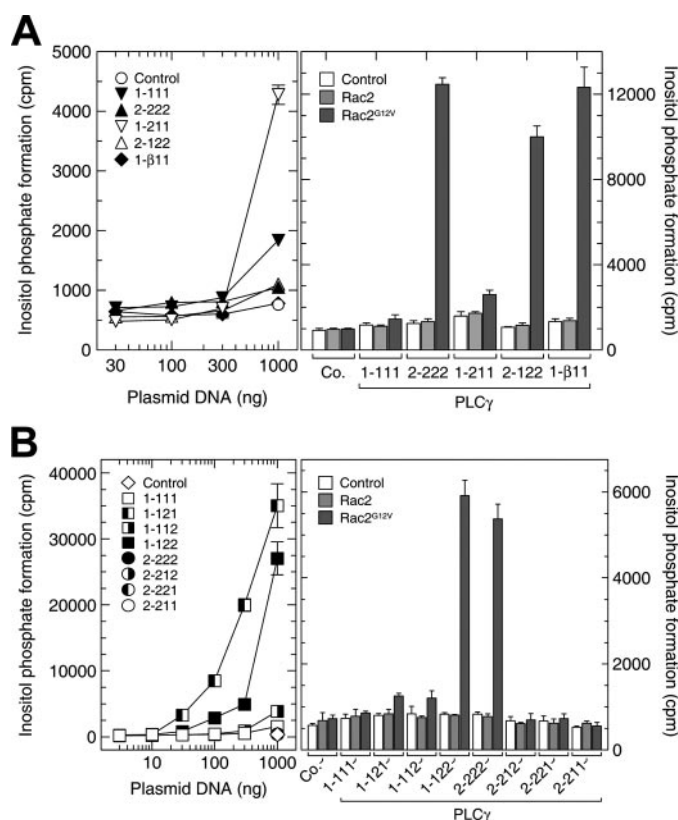 A
Inositol phosphate formation (cpm)
5000
4000
3000
2000
1000
0
30
100
300
1000
Plasmid DNA (ng)
Control
1-111
2-222
1-211
2-122
1-β11
Control
Rac2
Rac2G12V
12000
8000
4000
0
Inositol phosphate formation (cpm)
Co.
1-111
2-222
1-211
2-122
1-β11
PLCγ
B
Inositol phosphate formation (cpm)
40000
30000
20000
10000
0
10
100
1000
Plasmid DNA (ng)
Control
1-111
1-121
1-112
1-122
2-222
2-212
2-221
2-211
Control
Rac2
Rac2G12V
6000
4000
2000
0
Inositol phosphate formation (cpm)
Co.-
1-111-
1-121-
1-112-
1-122-
2-222-
2-212-
2-221-
2-211-
PLCγ